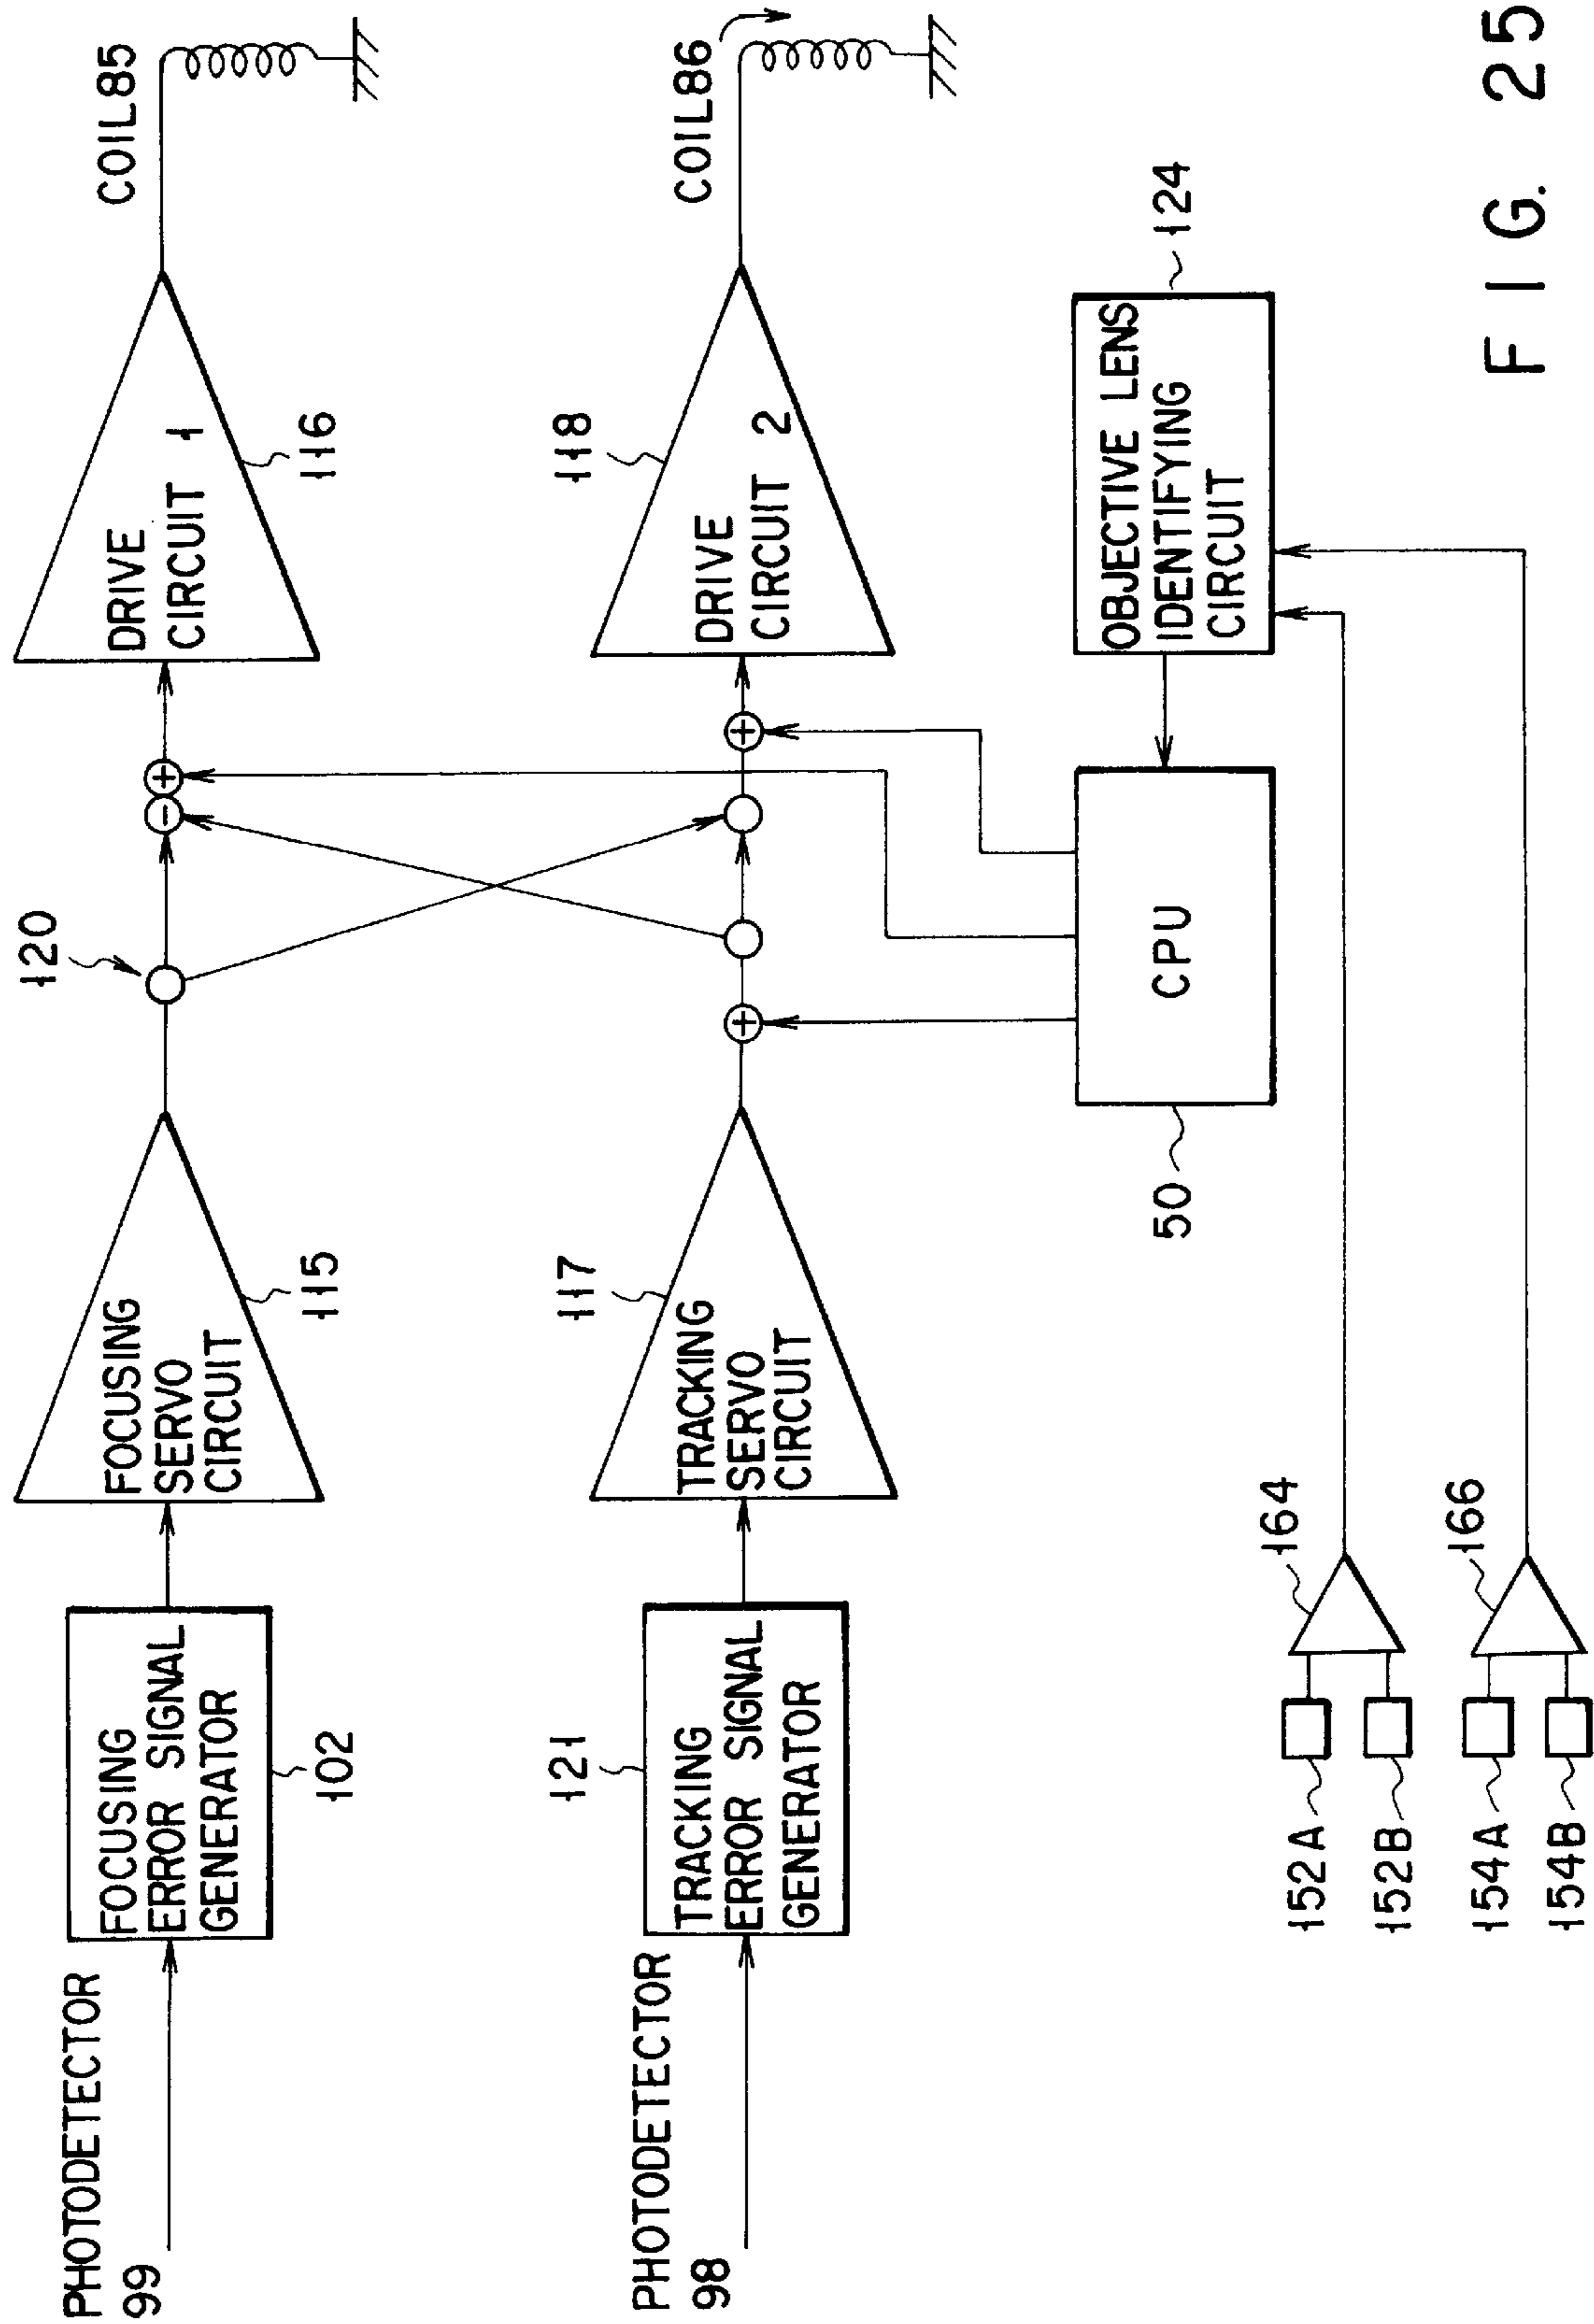 PHOTODETECTOR
99
FOCUSING
ERROR SIGNAL
GENERATOR
102
FOCUSING
SERVO
CIRCUIT
115
120
-
+
DRIVE
CIRCUIT 1
116
COIL85
PHOTODETECTOR
98
TRACKING
ERROR SIGNAL
GENERATOR
121
TRACKING
SERVO
CIRCUIT
117
+
+
DRIVE
CIRCUIT 2
118
COIL86
50
CPU
OBJECTIVE LENS
IDENTIFYING
CIRCUIT
124
152A
152B
164
154A
154B
166
FIG. 25